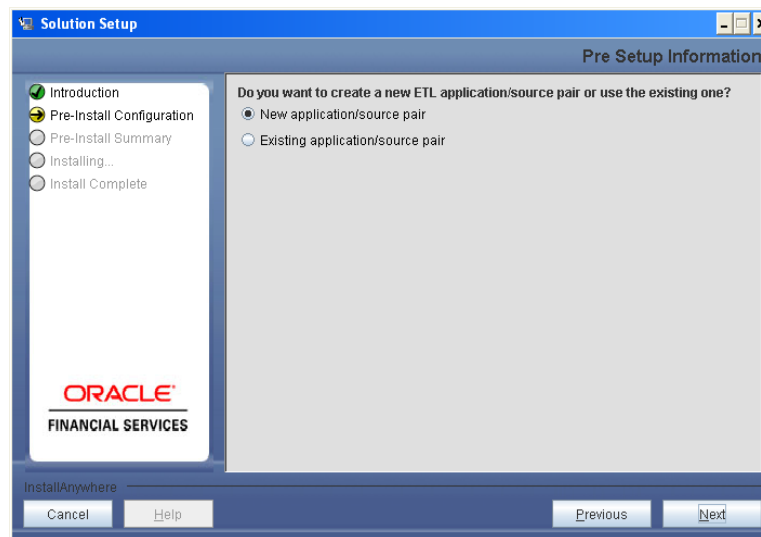 Solution Setup
Pre Setup Information
Introduction
Pre-Install Configuration
Pre-Install Summary
Installing...
Install Complete
Do you want to create a new ETL application/source pair or use the existing one?
New application/source pair
Existing application/source pair
ORACLE
FINANCIAL SERVICES
InstallAnywhere
Cancel
Help
Previous
Next